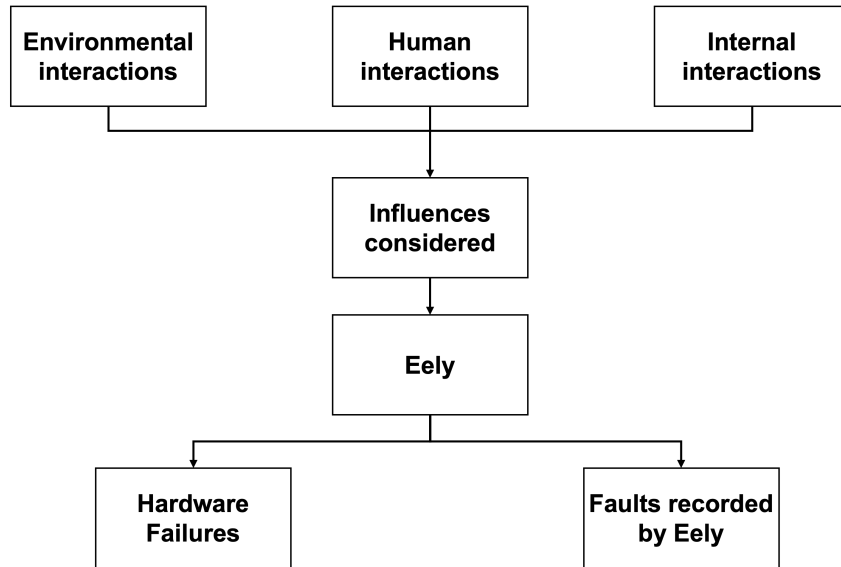 Environmental
interactions
Human
interactions
Internal
interactions
Influences
considered
Eely
Hardware
Failures
Faults recorded
by Eely